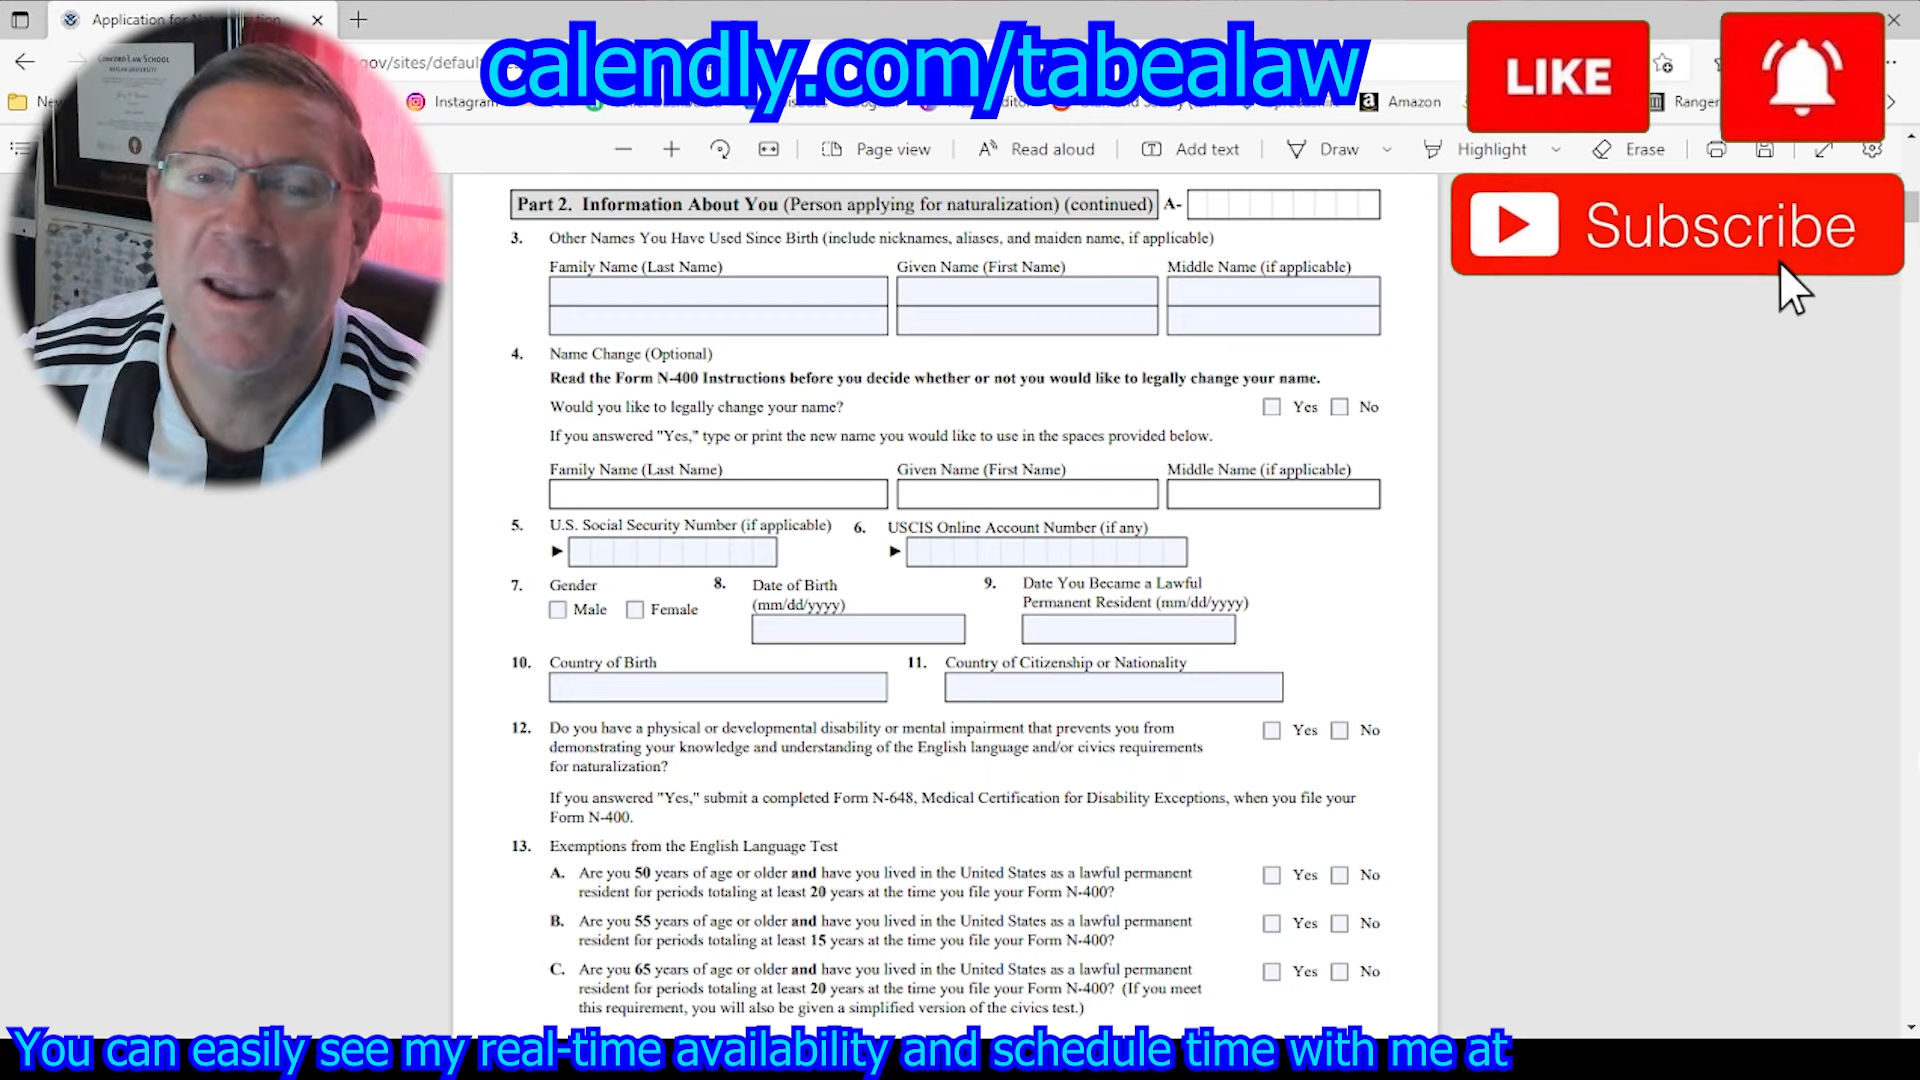 Application for
calendly.com/tabealaw
LIKE
gov/sites/defaul
Instagram
Amazon
Ranger
CONCORD LAW SCHOOL
Page view
Read aloud
Add text
Draw
Highlight
Erase
Subscribe
Part 2. Information About You (Person applying for naturalization) (continued) A-
3. Other Names You Have Used Since Birth (include nicknames, aliases, and maiden name, if applicable)
Family Name (Last Name) Given Name (First Name) Middle Name (if applicable)
4. Name Change (Optional)
Read the Form N-400 Instructions before you decide whether or not you would like to legally change your name.
Would you like to legally change your name? Yes No
If you answered "Yes," type or print the new name you would like to use in the spaces provided below.
Family Name (Last Name) Given Name (First Name) Middle Name (if applicable)
5. U.S. Social Security Number (if applicable) 6. USCIS Online Account Number (if any)
7. Gender 8. Date of Birth 9. Date You Became a Lawful
Male Female (mm/dd/yyyy) Permanent Resident (mm/dd/yyyy)
10. Country of Birth 11. Country of Citizenship or Nationality
12. Do you have a physical or developmental disability or mental impairment that prevents you from Yes No
demonstrating your knowledge and understanding of the English language and/or civics requirements
for naturalization?
If you answered "Yes," submit a completed Form N-648, Medical Certification for Disability Exceptions, when you file your
Form N-400.
13. Exemptions from the English Language Test
A. Are you 50 years of age or older and have you lived in the United States as a lawful permanent Yes No
resident for periods totaling at least 20 years at the time you file your Form N-400?
B. Are you 55 years of age or older and have you lived in the United States as a lawful permanent Yes No
resident for periods totaling at least 15 years at the time you file your Form N-400?
C. Are you 65 years of age or older and have you lived in the United States as a lawful permanent Yes No
resident for periods totaling at least 20 years at the time you file your Form N-400? (If you meet
this requirement, you will also be given a simplified version of the civics test.)
You can easily see my real-time availability and schedule time with me at